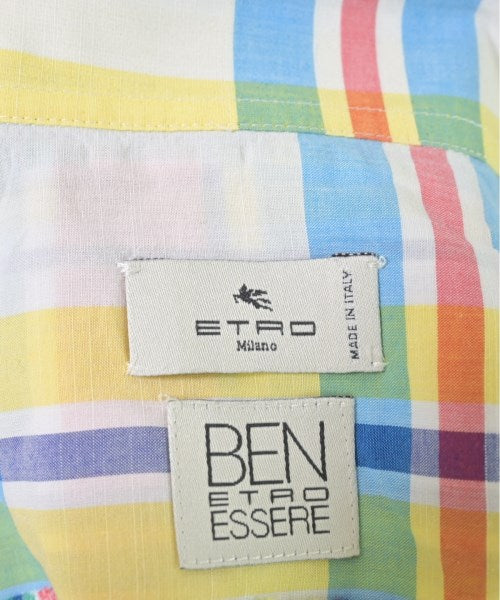 ETRO
Milano
MADE IN ITALY
BEN
ETRO
ESSERE